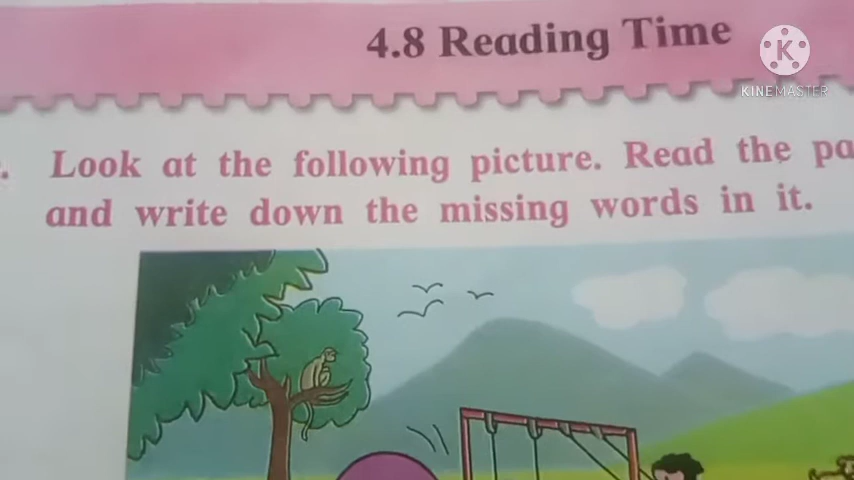 4.8 Reading Time
K
KINEMASTER
Look at the following picture. Read the
and write down the missing words in it.